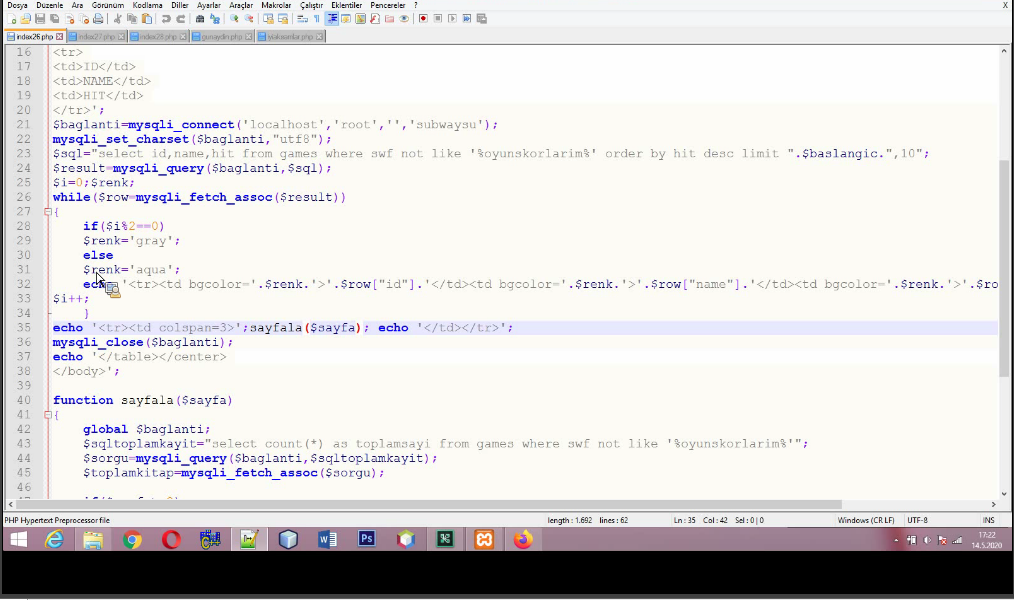 Dosya Düzenle Ara Görünüm Kodlama Diller Ayarlar Araçlar Makrolar Çalıştır Eklentiler Pencereler ? X
index26.php index27.php index28.php gunaydin.php
16 <tr>
17 <td>ID</td>
18 <td>NAME</td>
19 <td>HIT</td>
20 </tr>';
21 $baglanti=mysqli_connect('localhost','root','','subwaysu');
22 mysqli_set_charset($baglanti,"utf8");
23 $sql="select id,name,hit from games where swf not like '%oyunskorlarim%' order by hit desc limit ".$baslangic.",10";
24 $result=mysqli_query($baglanti,$sql);
25 $i=0;$renk;
26 while($row=mysqli_fetch_assoc($result))
27 {
28 if($i%2==0)
29 $renk='gray';
30 else
31 $renk='aqua';
32 echo '<tr><td bgcolor='.$renk.'>'.$row["id"].'</td><td bgcolor='.$renk.'>'.$row["name"].'</td><td bgcolor='.$renk.'>'.$ro
33 $i++;
34 }
35 echo '<tr><td colspan=3>';sayfala($sayfa); echo '</td></tr>';
36 mysqli_close($baglanti);
37 echo '</table></center>
38 </body>';
39
40 function sayfala($sayfa)
41 {
42 global $baglanti;
43 $sqltoplamkayit="select count(*) as toplamsayi from games where swf not like '%oyunskorlarim%'";
44 $sorgu=mysqli_query($baglanti,$sqltoplamkayit);
45 $toplamkitap=mysqli_fetch_assoc($sorgu);
46
PHP Hypertext Preprocessor file length : 1.692 lines : 62 Ln : 35 Col : 42 Sel : 0 | 0 Windows (CR LF) UTF-8 INS
17:22
14.5.2020